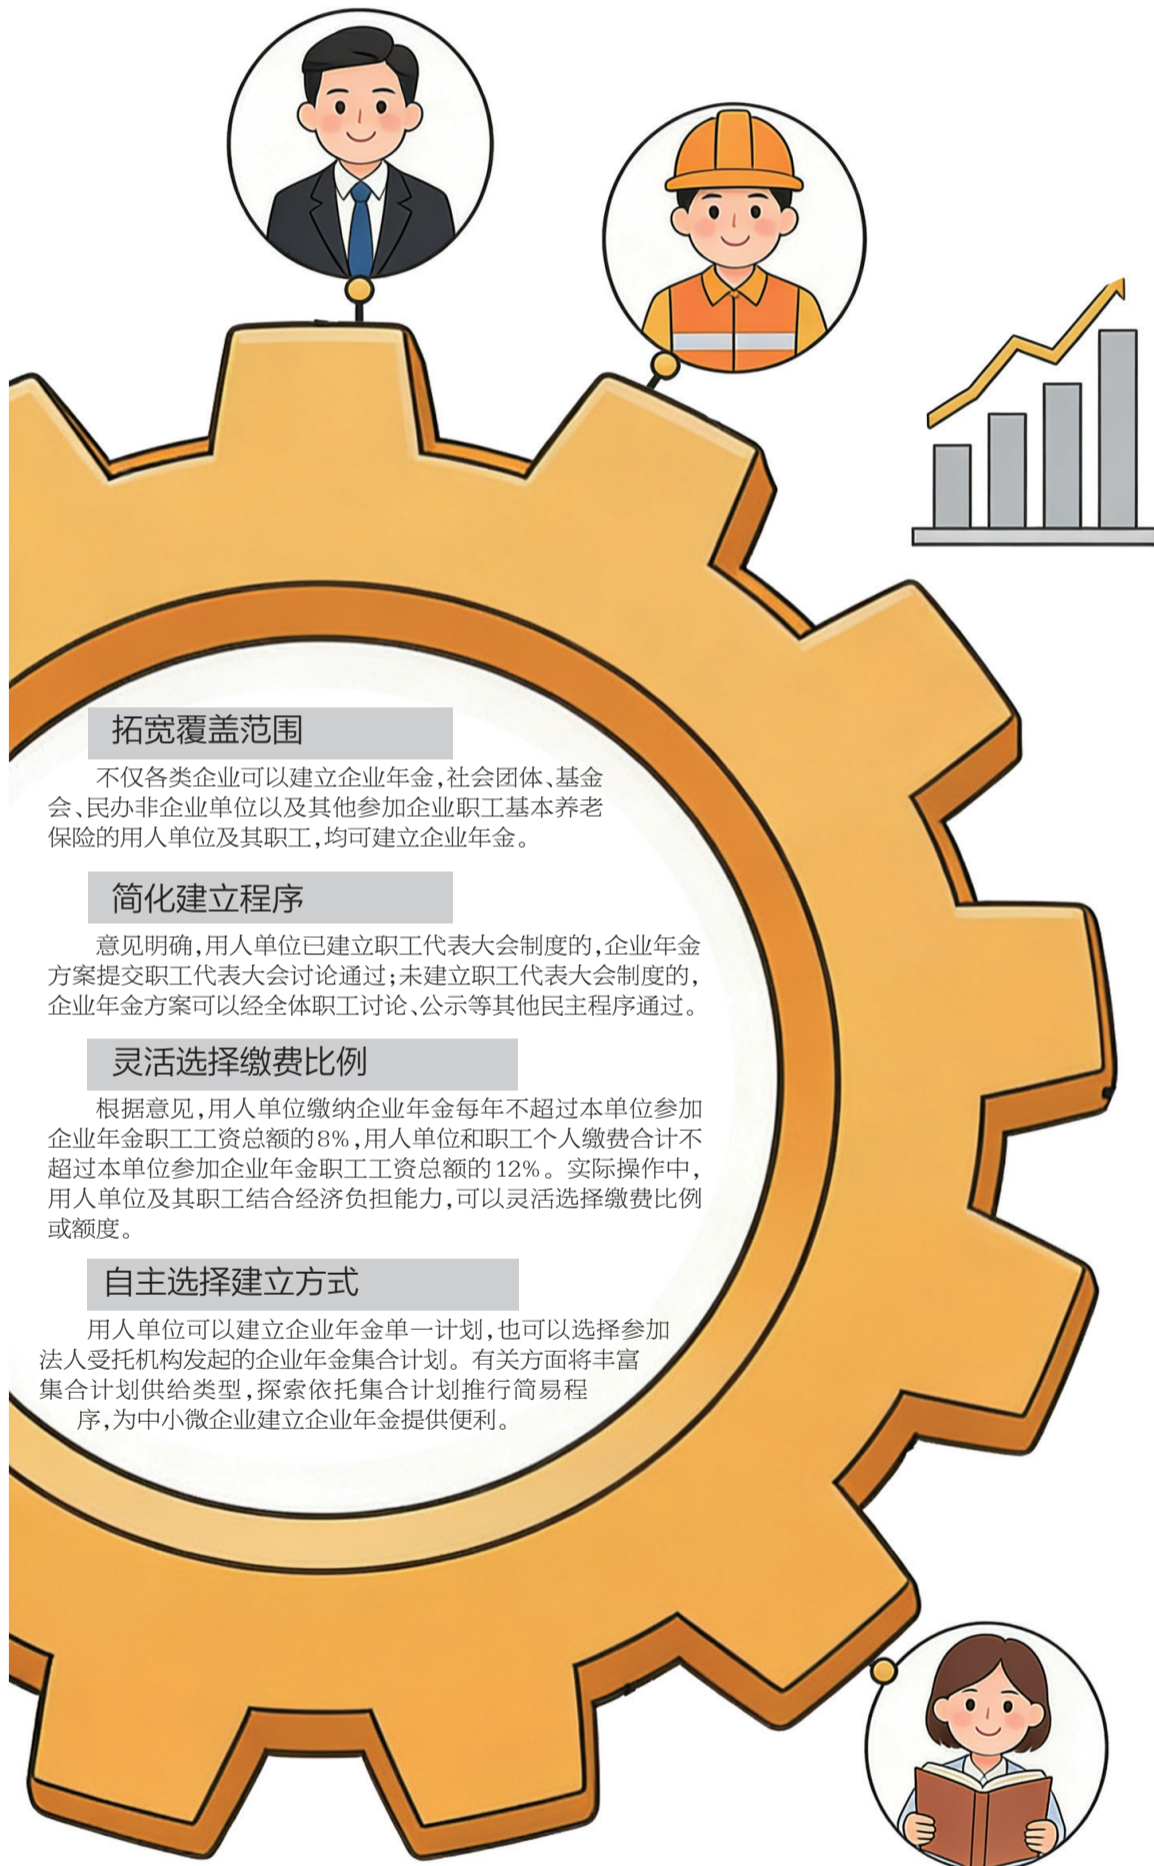 拓宽覆盖范围
不仅各类企业可以建立企业年金,社会团体、基金
会、民办非企业单位以及其他参加企业职工基本养老
保险的用人单位及其职工,均可建立企业年金。
简化建立程序
意见明确,用人单位已建立职工代表大会制度的,企业年金
方案提交职工代表大会讨论通过;未建立职工代表大会制度的,
企业年金方案可以经全体职工讨论、公示等其他民主程序通过。
灵活选择缴费比例
根据意见,用人单位缴纳企业年金每年不超过本单位参加
企业年金职工工资总额的8%,用人单位和职工个人缴费合计不
超过本单位参加企业年金职工工资总额的12%。实际操作中,
用人单位及其职工结合经济负担能力,可以灵活选择缴费比例
或额度。
自主选择建立方式
用人单位可以建立企业年金单一计划,也可以选择参加
法人受托机构发起的企业年金集合计划。有关方面将丰富
集合计划供给类型,探索依托集合计划推行简易程
序,为中小微企业建立企业年金提供便利。